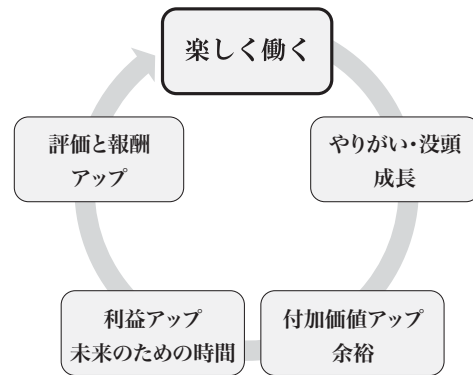 楽しく働く
やりがい・没頭
成長
付加価値アップ
余裕
利益アップ
未来のための時間
評価と報酬
アップ